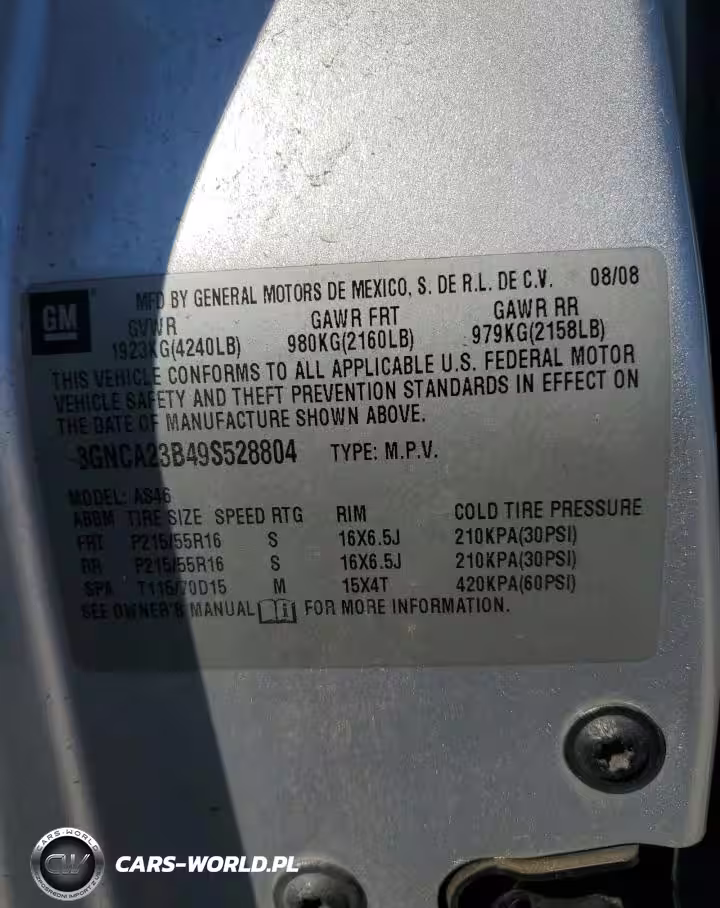 GM
MFD BY GENERAL MOTORS DE MEXICO, S. DE R.L. DE C.V. 08/08
GVWR GAWR FRT GAWR RR
1923KG(4240LB) 980KG(2160LB) 979KG(2158LB)
THIS VEHICLE CONFORMS TO ALL APPLICABLE U.S. FEDERAL MOTOR
VEHICLE SAFETY AND THEFT PREVENTION STANDARDS IN EFFECT ON
THE DATE OF MANUFACTURE SHOWN ABOVE.
3GNCA23B49S528804 TYPE: M.P.V.
MODEL: AS46
ABBM TIRE SIZE SPEED RTG RIM COLD TIRE PRESSURE
FRT P215/55R16 S 16X6.5J 210KPA(30PSI)
RR P215/55R16 S 16X6.5J 210KPA(30PSI)
SPA T115/70D15 M 15X4T 420KPA(60PSI)
SEE OWNER'S MANUAL FOR MORE INFORMATION.
CARS-WORLD
CW
CARS-WORLD.PL